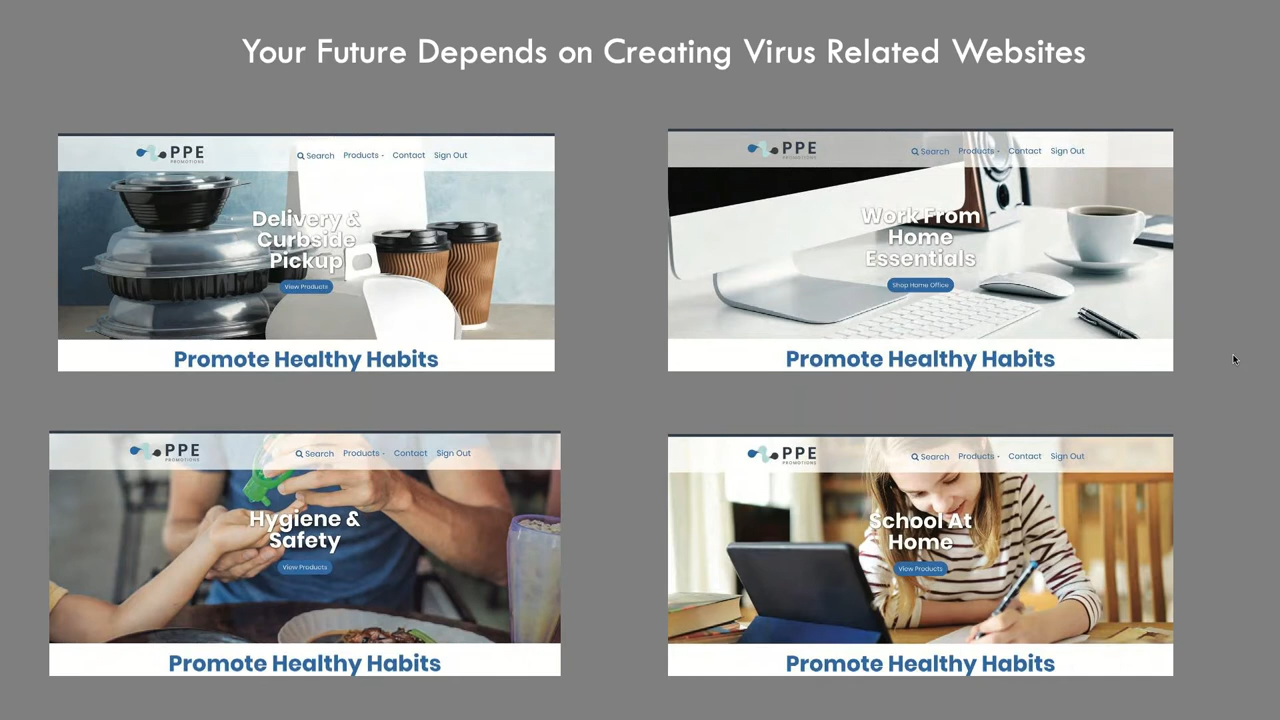 Your Future Depends on Creating Virus Related Websites
PPE
PROMOTIONS
Search Products Contact Sign Out
Delivery &
Curbside
Pickup
View Products
Promote Healthy Habits
PPE
PROMOTIONS
Search Products Contact Sign Out
Work From
Home
Essentials
Shop Home Office
Promote Healthy Habits
PPE
PROMOTIONS
Search Products Contact Sign Out
Hygiene &
Safety
View Products
Promote Healthy Habits
PPE
PROMOTIONS
Search Products Contact Sign Out
School At
Home
View Products
Promote Healthy Habits